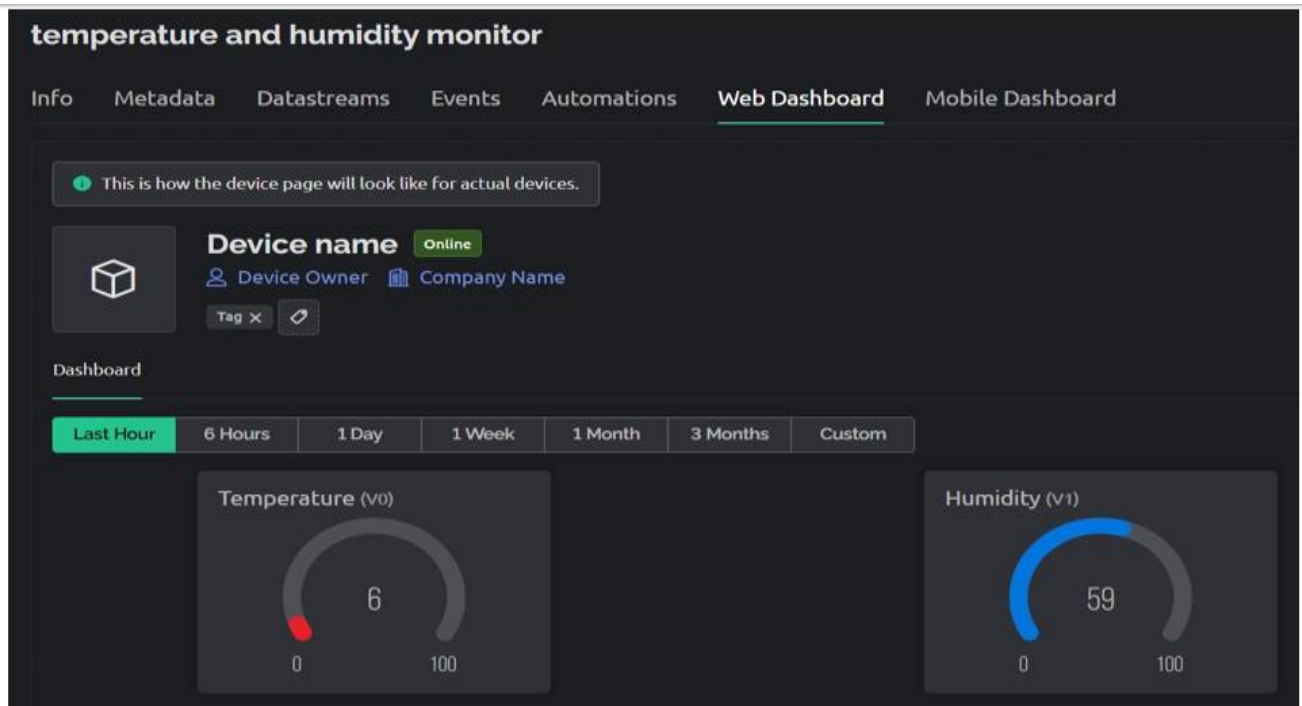 temperature and humidity monitor
Info Metadata Datastreams Events Automations Web Dashboard Mobile Dashboard
This is how the device page will look like for actual devices.
Device name Online
Device Owner Company Name
Tag ×
Dashboard
Last Hour 6 Hours 1 Day 1 Week 1 Month 3 Months Custom
Temperature (V0) Humidity (V1)
6 59
0 100 0 100